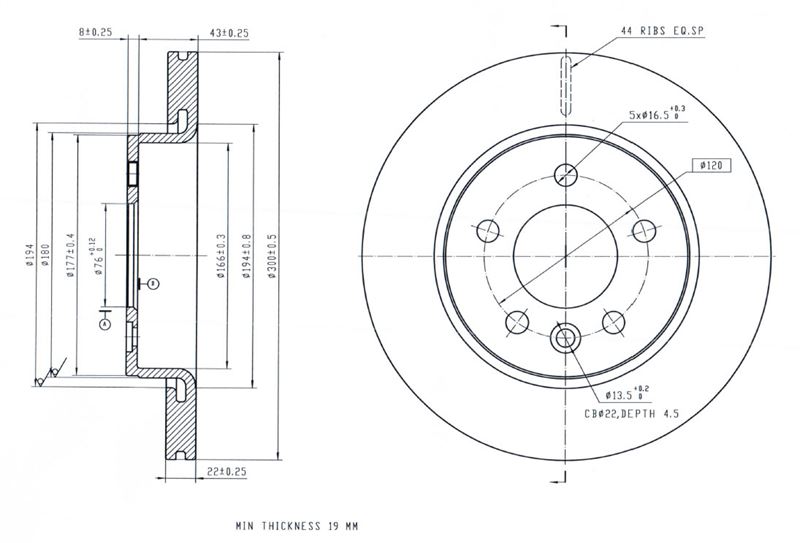 8±0.25
43±0.25
44 RIBS EQ.SP
5xø16.5 +0.3 0
ø120
ø194
ø180
ø177±0.4
ø76 +0.12 0
ø166±0.3
ø194±0.8
ø300±0.5
B
A
ø13.5 +0.2 0
CBø22,DEPTH 4.5
22±0.25
MIN THICKNESS 19 MM